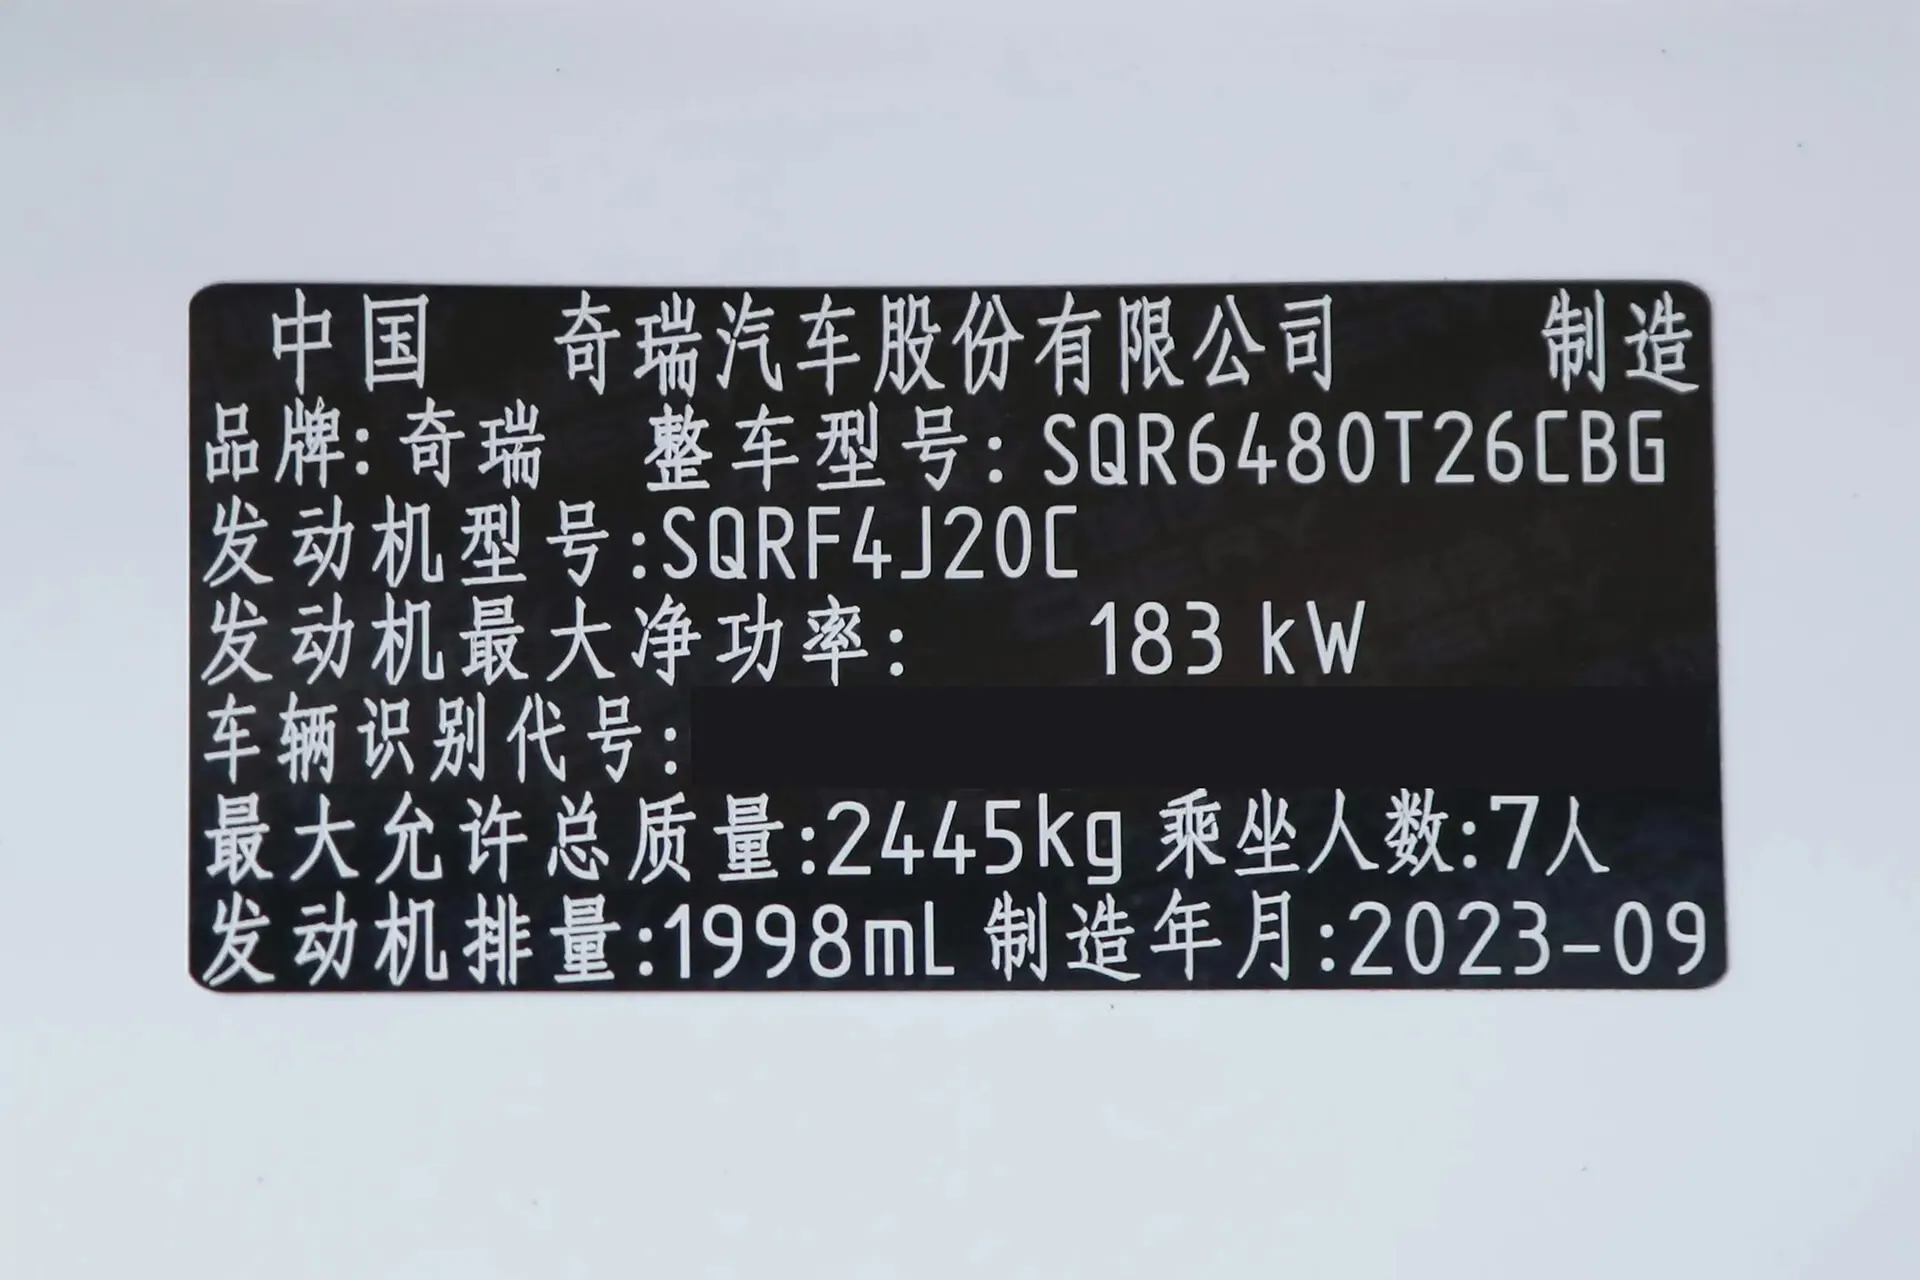 中国 奇瑞汽车股份有限公司 制造
品牌:奇瑞 整车型号:SQR6480T26CBG
发动机型号:SQRF4J20C
发动机最大净功率: 183 kW
车辆识别代号:
最大允许总质量:2445kg 乘坐人数:7人
发动机排量:1998mL 制造年月:2023-09